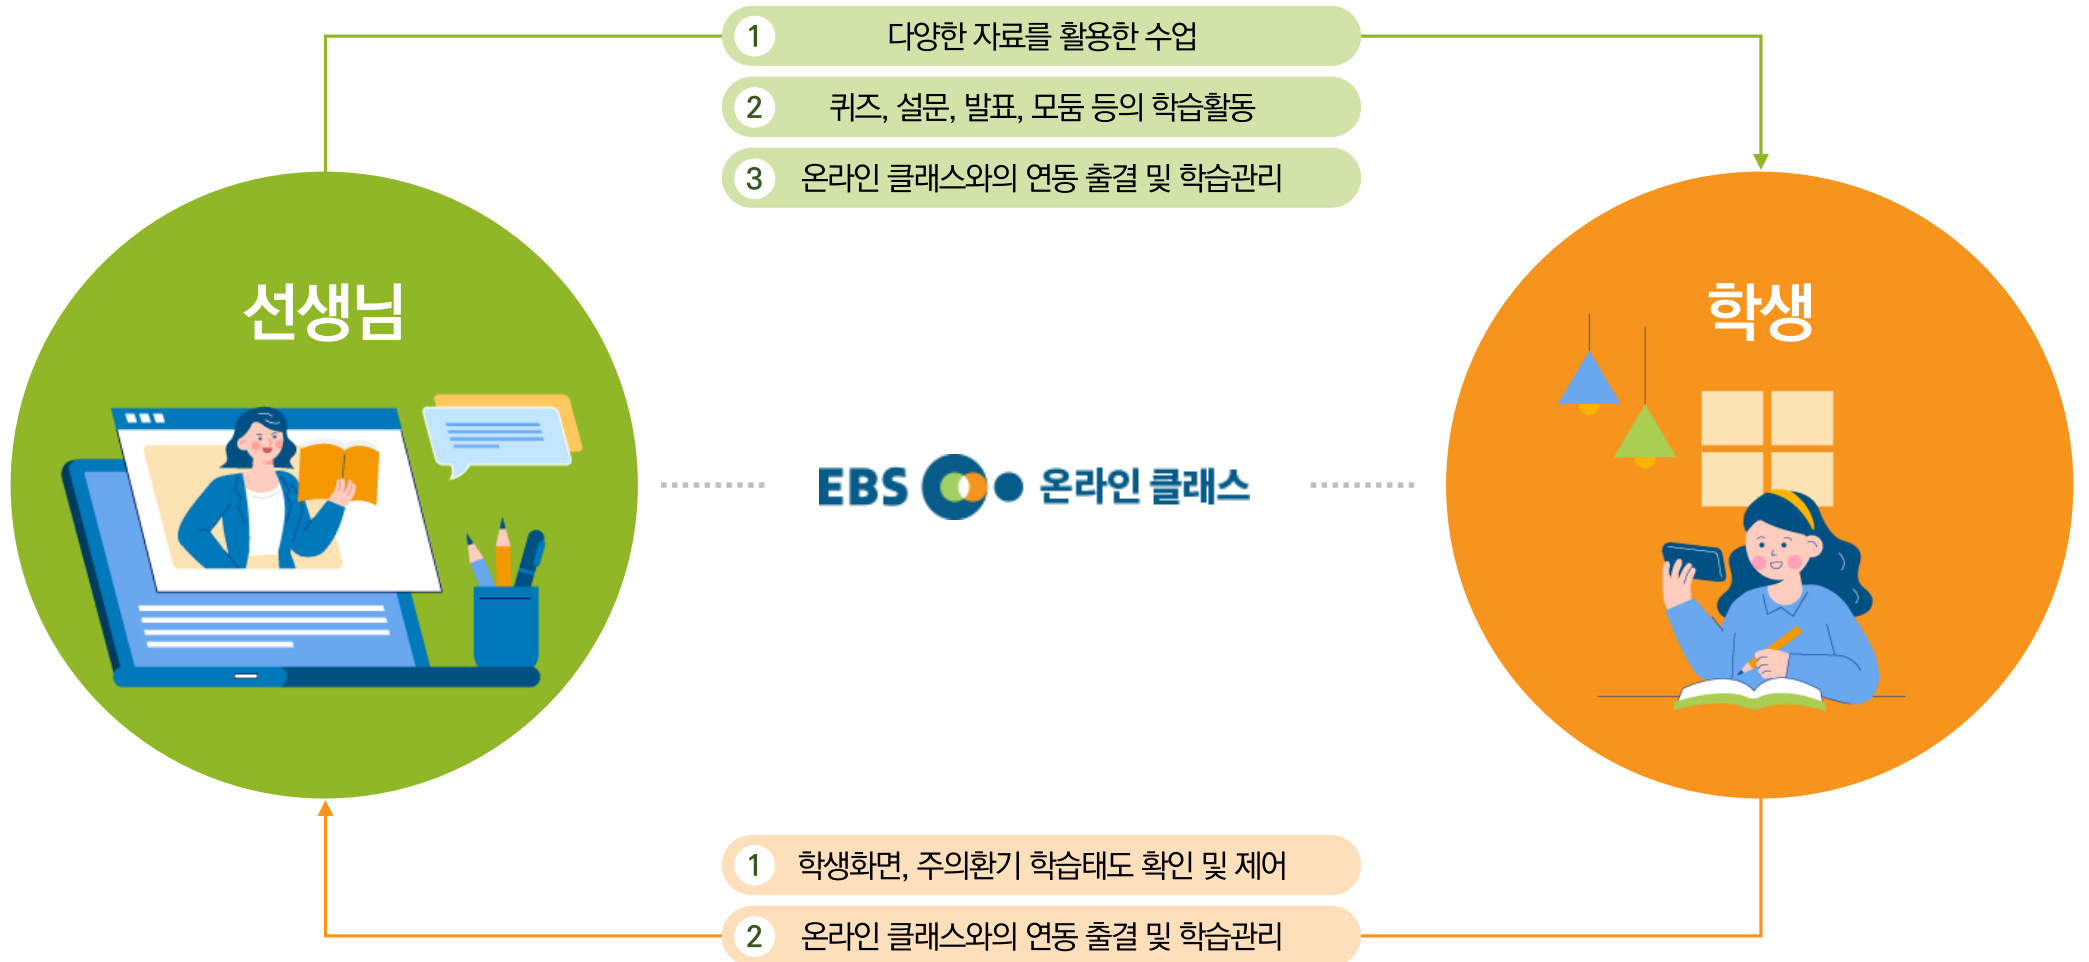 1 다양한 자료를 활용한 수업
2 퀴즈, 설문, 발표, 모둠 등의 학습활동
3 온라인 클래스와의 연동 출결 및 학습관리
선생님
학생
EBS 온라인 클래스
1 학생화면, 주의환기 학습태도 확인 및 제어
2 온라인 클래스와의 연동 출결 및 학습관리